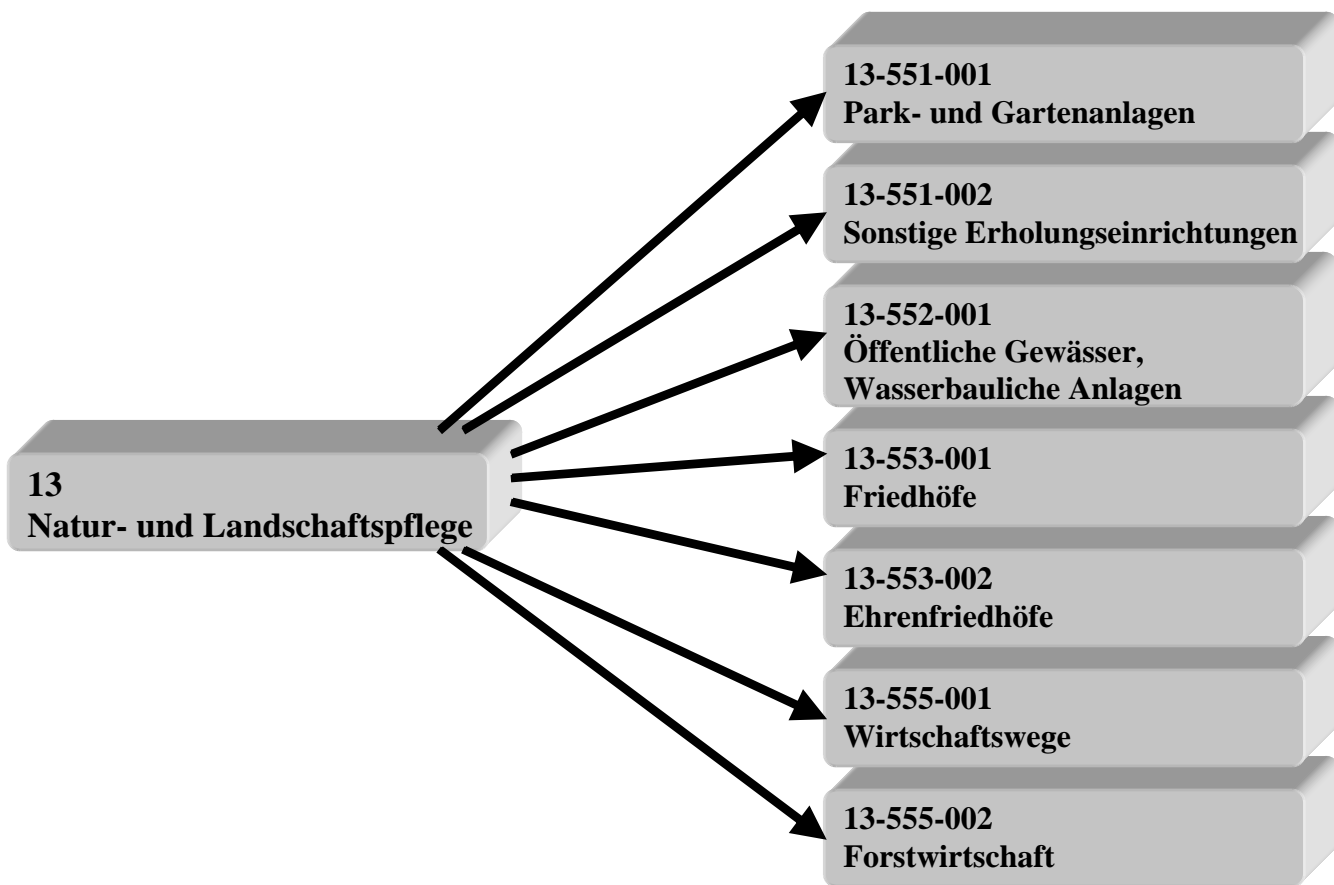 13
Natur- und Landschaftspflege
13-551-001
Park- und Gartenanlagen
13-551-002
Sonstige Erholungseinrichtungen
13-552-001
Öffentliche Gewässer,
Wasserbauliche Anlagen
13-553-001
Friedhöfe
13-553-002
Ehrenfriedhöfe
13-555-001
Wirtschaftswege
13-555-002
Forstwirtschaft